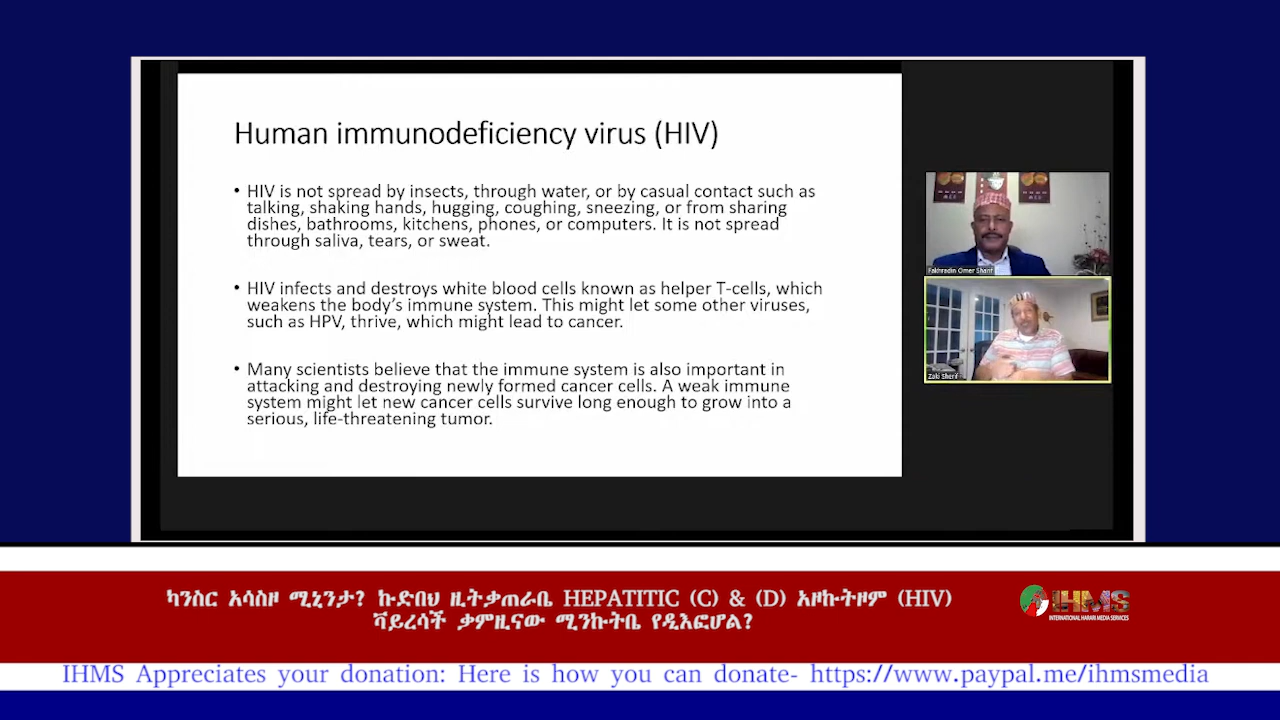 Human immunodeficiency virus (HIV)
• HIV is not spread by insects, through water, or by casual contact such as
talking, shaking hands, hugging, coughing, sneezing, or from sharing
dishes, bathrooms, kitchens, phones, or computers. It is not spread
through saliva, tears, or sweat.
• HIV infects and destroys white blood cells known as helper T-cells, which
weakens the body's immune system. This might let some other viruses,
such as HPV, thrive, which might lead to cancer.
• Many scientists believe that the immune system is also important in
attacking and destroying newly formed cancer cells. A weak immune
system might let new cancer cells survive long enough to grow into a
serious, life-threatening tumor.
Fakhradin Omer Sharif
Zaki Sherif
ካንስር አሳስዞ ሚኒንታ? ኩድበህ ዚትቃጠራቤ HEPATITIC (C) & (D) አዞኩትዞም (HIV)
ቫይረሳች ቃምዚናው ሚንኩትቤ የዲእፎሆል?
IHMS
INTERNATIONAL HARARI MEDIA SERVICES
IHMS Appreciates your donation: Here is how you can donate- https://www.paypal.me/ihmsmedia